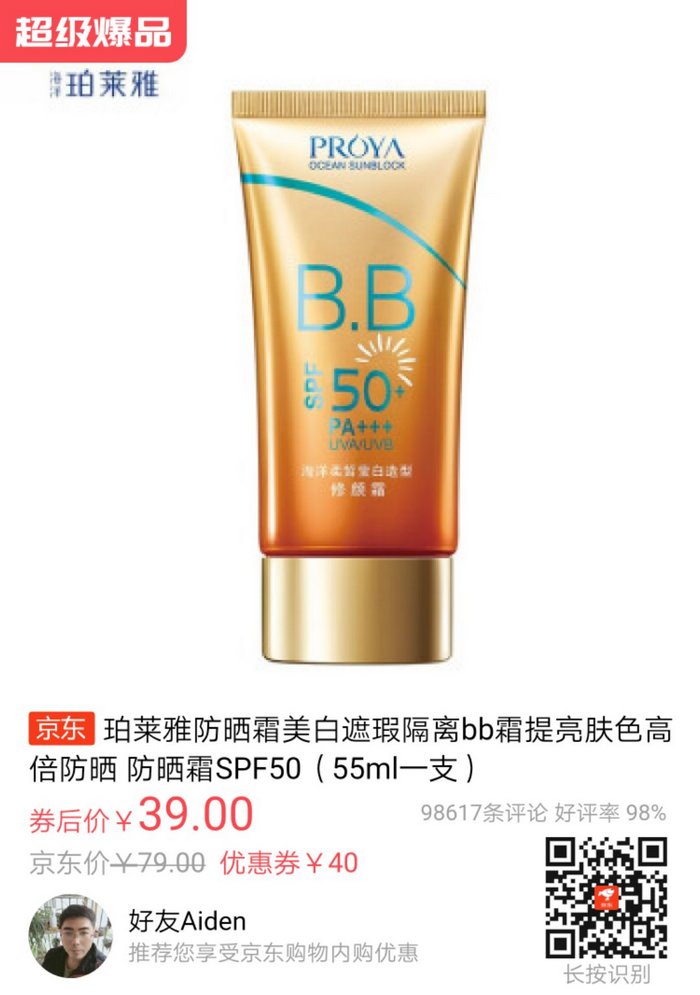 超级爆品
海洋 珀莱雅
PROYA
OCEAN SUNBLOCK
B.B
SPF 50+
PA+++
UVA/UVB
海洋柔皙莹白造型
修颜霜
京东 珀莱雅防晒霜美白遮瑕隔离bb霜提亮肤色高
倍防晒 防晒霜SPF50（55ml一支）
券后价￥39.00
98617条评论 好评率 98%
京东价￥79.00 优惠券￥40
好友Aiden
推荐您享受京东购物内购优惠
长按识别